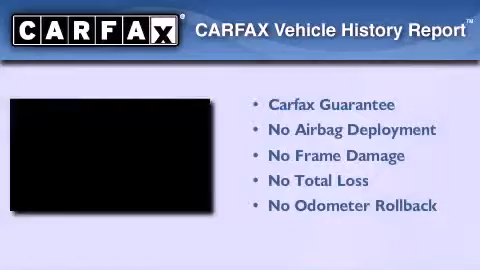 CARFAX® CARFAX Vehicle History Report™
• Carfax Guarantee
• No Airbag Deployment
• No Frame Damage
• No Total Loss
• No Odometer Rollback